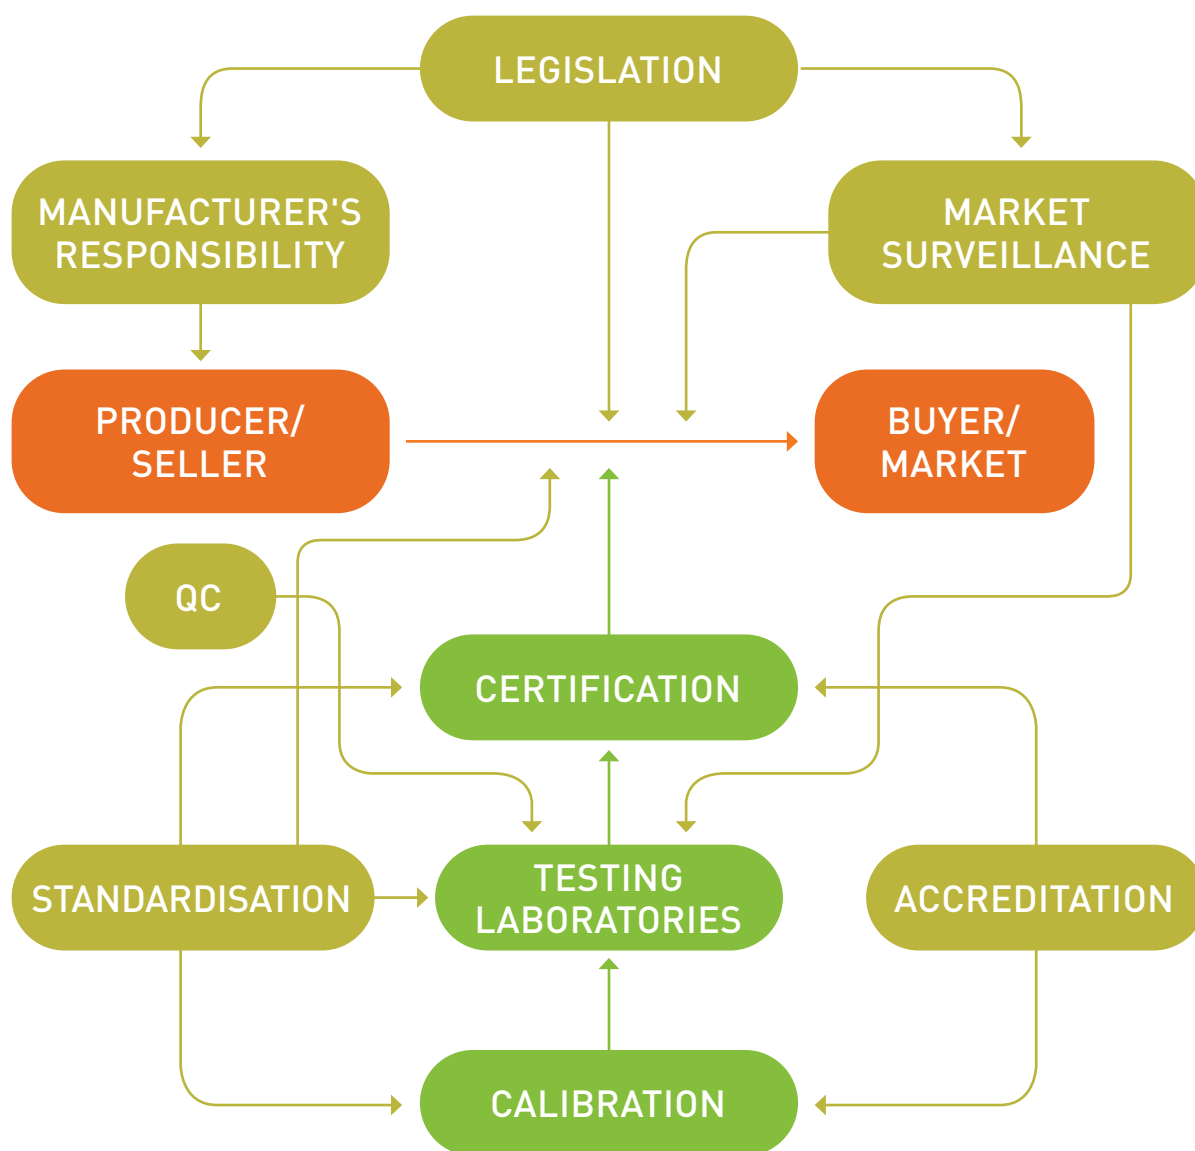 LEGISLATION
MANUFACTURER'S
RESPONSIBILITY
MARKET
SURVEILLANCE
PRODUCER/
SELLER
BUYER/
MARKET
QC
CERTIFICATION
STANDARDISATION
TESTING
LABORATORIES
ACCREDITATION
CALIBRATION